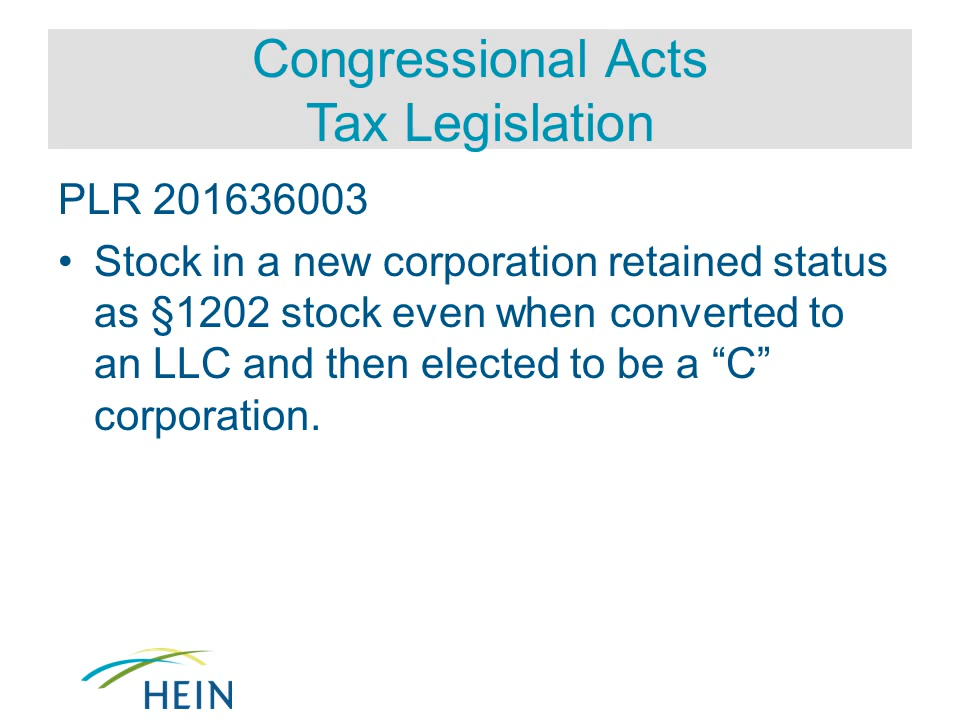 Congressional Acts
Tax Legislation
PLR 201636003
• Stock in a new corporation retained status
as §1202 stock even when converted to
an LLC and then elected to be a “C”
corporation.
HEIN